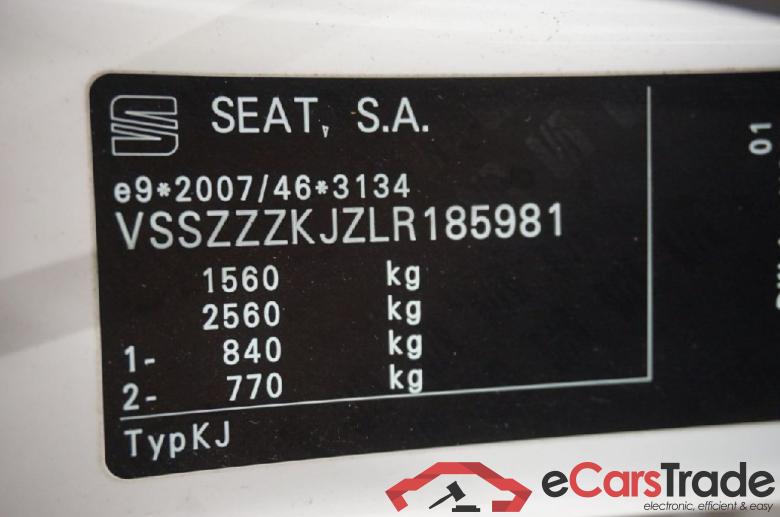 SEAT, S.A.
e9*2007/46*3134
VSSZZZKJZLR185981
1560 kg
2560 kg
1- 840 kg
2- 770 kg
TypKJ
01
eCarsTrade
electronic, efficient & easy